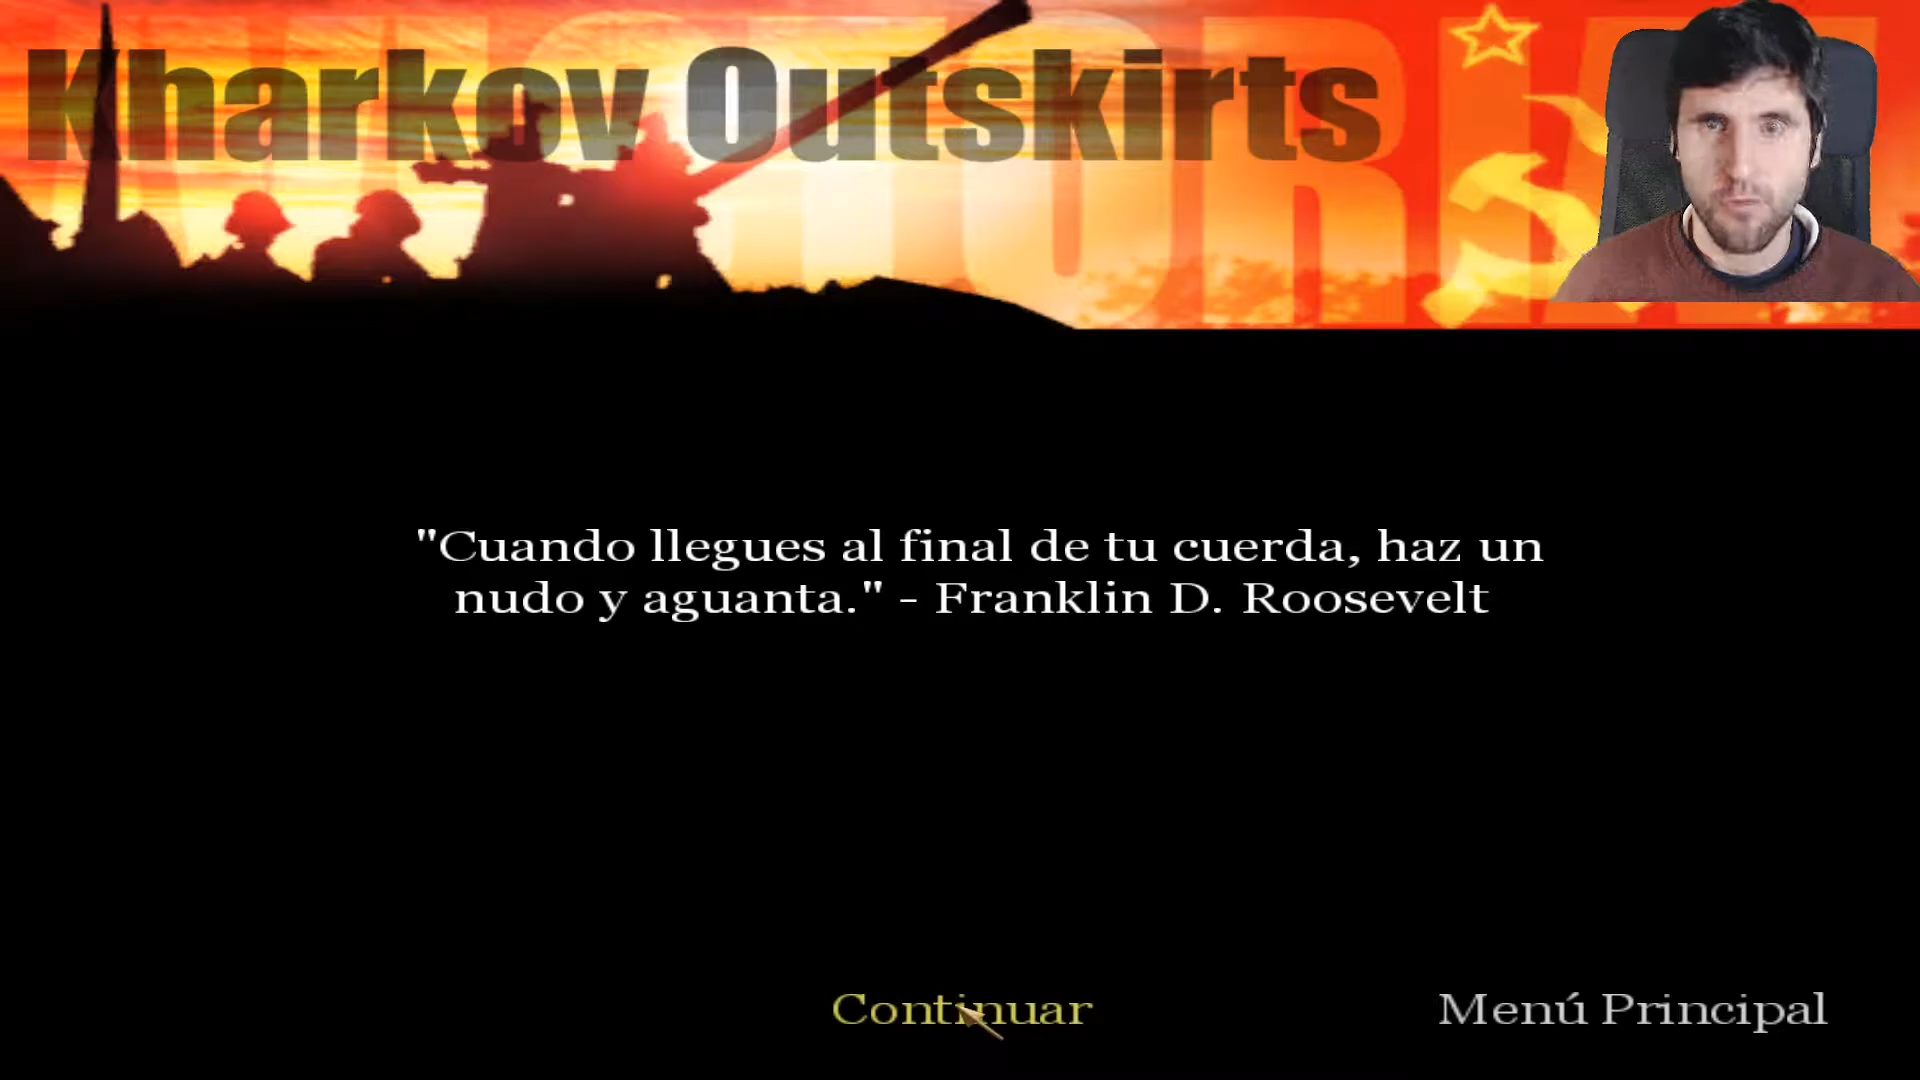 Kharkov Outskirts
"Cuando llegues al final de tu cuerda, haz un
nudo y aguanta." - Franklin D. Roosevelt
Continuar
Menú Principal